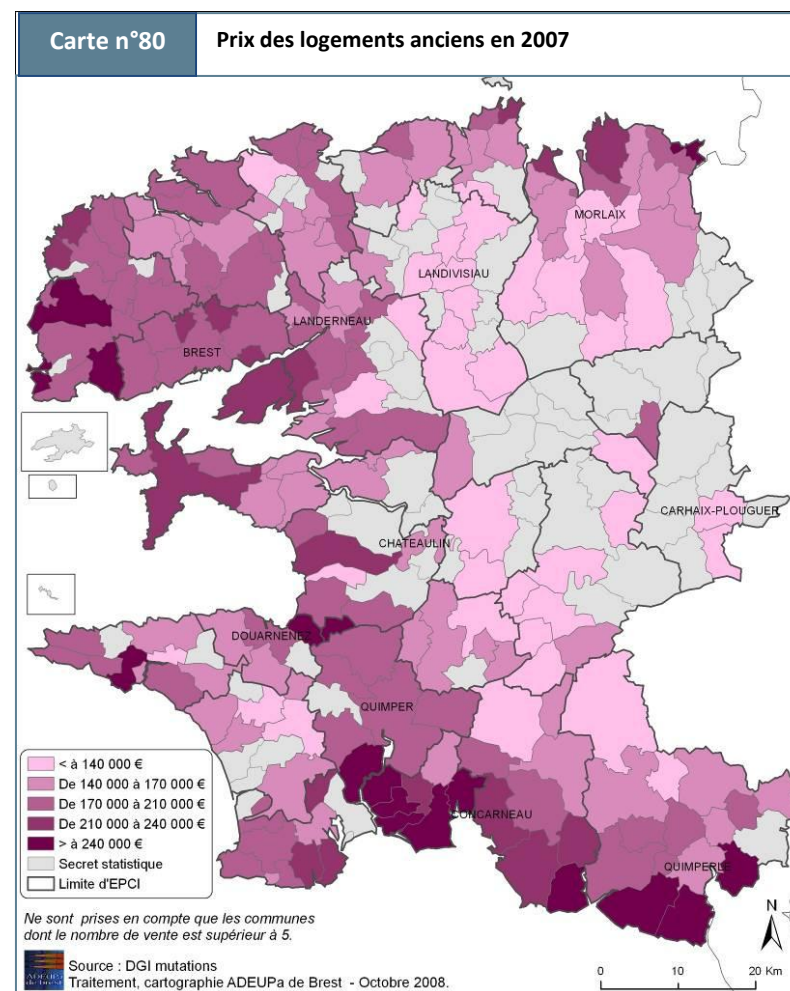 Carte n°80
Prix des logements anciens en 2007
MORLAIX
LANDIVISIAU
LANDERNEAU
BREST
CARHAIX-PLOUGUER
CHATEAULIN
DOUARNENEZ
QUIMPER
CONCARNEAU
QUIMPERLE
< à 140 000 €
De 140 000 à 170 000 €
De 170 000 à 210 000 €
De 210 000 à 240 000 €
> à 240 000 €
Secret statistique
Limite d'EPCI
Ne sont prises en compte que les communes
dont le nombre de vente est supérieur à 5.
ADEUPa
de Brest
Source : DGI mutations
Traitement, cartographie ADEUPa de Brest - Octobre 2008.
N
0 10 20 Km